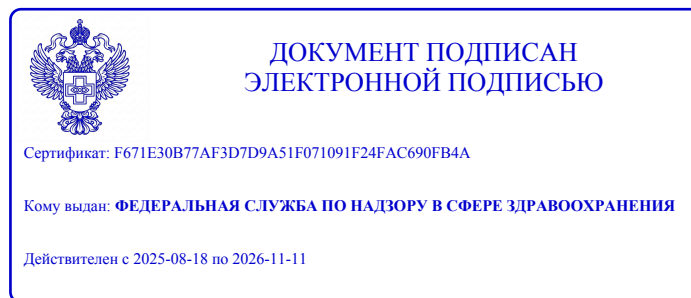 ДОКУМЕНТ ПОДПИСАН
ЭЛЕКТРОННОЙ ПОДПИСЬЮ
Сертификат: F671E30B77AF3D7D9A51F071091F24FAC690FB4A
Кому выдан: ФЕДЕРАЛЬНАЯ СЛУЖБА ПО НАДЗОРУ В СФЕРЕ ЗДРАВООХРАНЕНИЯ
Действителен с 2025-08-18 по 2026-11-11